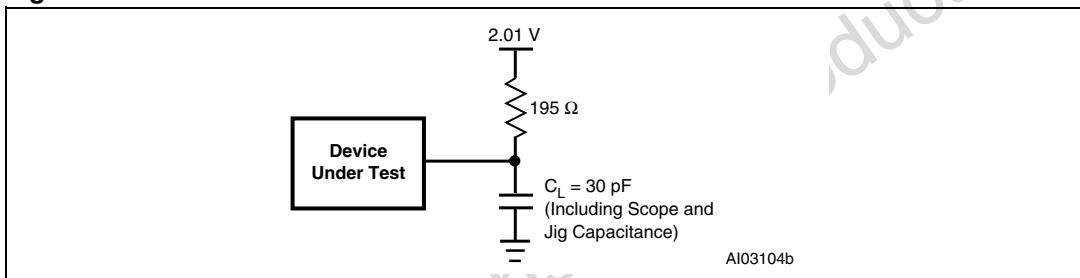 2.01 V
195 Ω
Device
Under Test
C_L = 30 pF
(Including Scope and
Jig Capacitance)
AI03104b